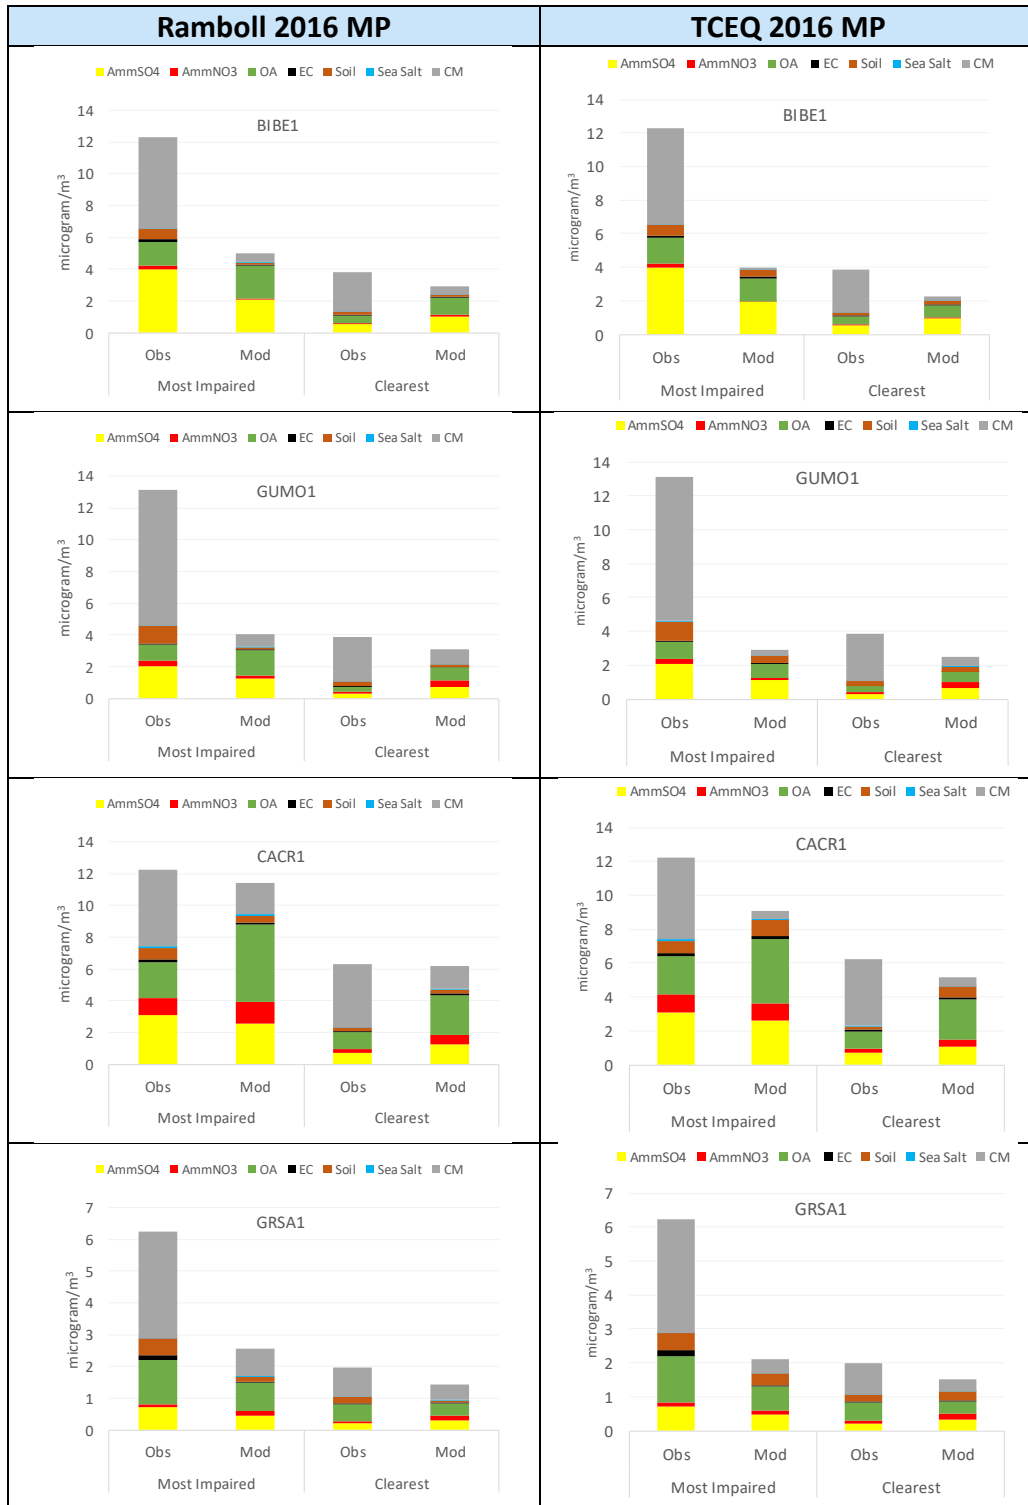 Ramboll 2016 MP
TCEQ 2016 MP
AmmSO4 AmmNO3 OA EC Soil Sea Salt CM
BIBE1
microgram/m³
14
12
10
8
6
4
2
0
Obs Mod Obs Mod
Most Impaired Clearest
AmmSO4 AmmNO3 OA EC Soil Sea Salt CM
BIBE1
microgram/m³
14
12
10
8
6
4
2
0
Obs Mod Obs Mod
Most Impaired Clearest
AmmSO4 AmmNO3 OA EC Soil Sea Salt CM
GUMO1
microgram/m³
14
12
10
8
6
4
2
0
Obs Mod Obs Mod
Most Impaired Clearest
AmmSO4 AmmNO3 OA EC Soil Sea Salt CM
GUMO1
microgram/m³
14
12
10
8
6
4
2
0
Obs Mod Obs Mod
Most Impaired Clearest
AmmSO4 AmmNO3 OA EC Soil Sea Salt CM
CACR1
microgram/m³
14
12
10
8
6
4
2
0
Obs Mod Obs Mod
Most Impaired Clearest
AmmSO4 AmmNO3 OA EC Soil Sea Salt CM
CACR1
microgram/m³
14
12
10
8
6
4
2
0
Obs Mod Obs Mod
Most Impaired Clearest
AmmSO4 AmmNO3 OA EC Soil Sea Salt CM
GRSA1
microgram/m³
7
6
5
4
3
2
1
0
Obs Mod Obs Mod
Most Impaired Clearest
AmmSO4 AmmNO3 OA EC Soil Sea Salt CM
GRSA1
microgram/m³
7
6
5
4
3
2
1
0
Obs Mod Obs Mod
Most Impaired Clearest